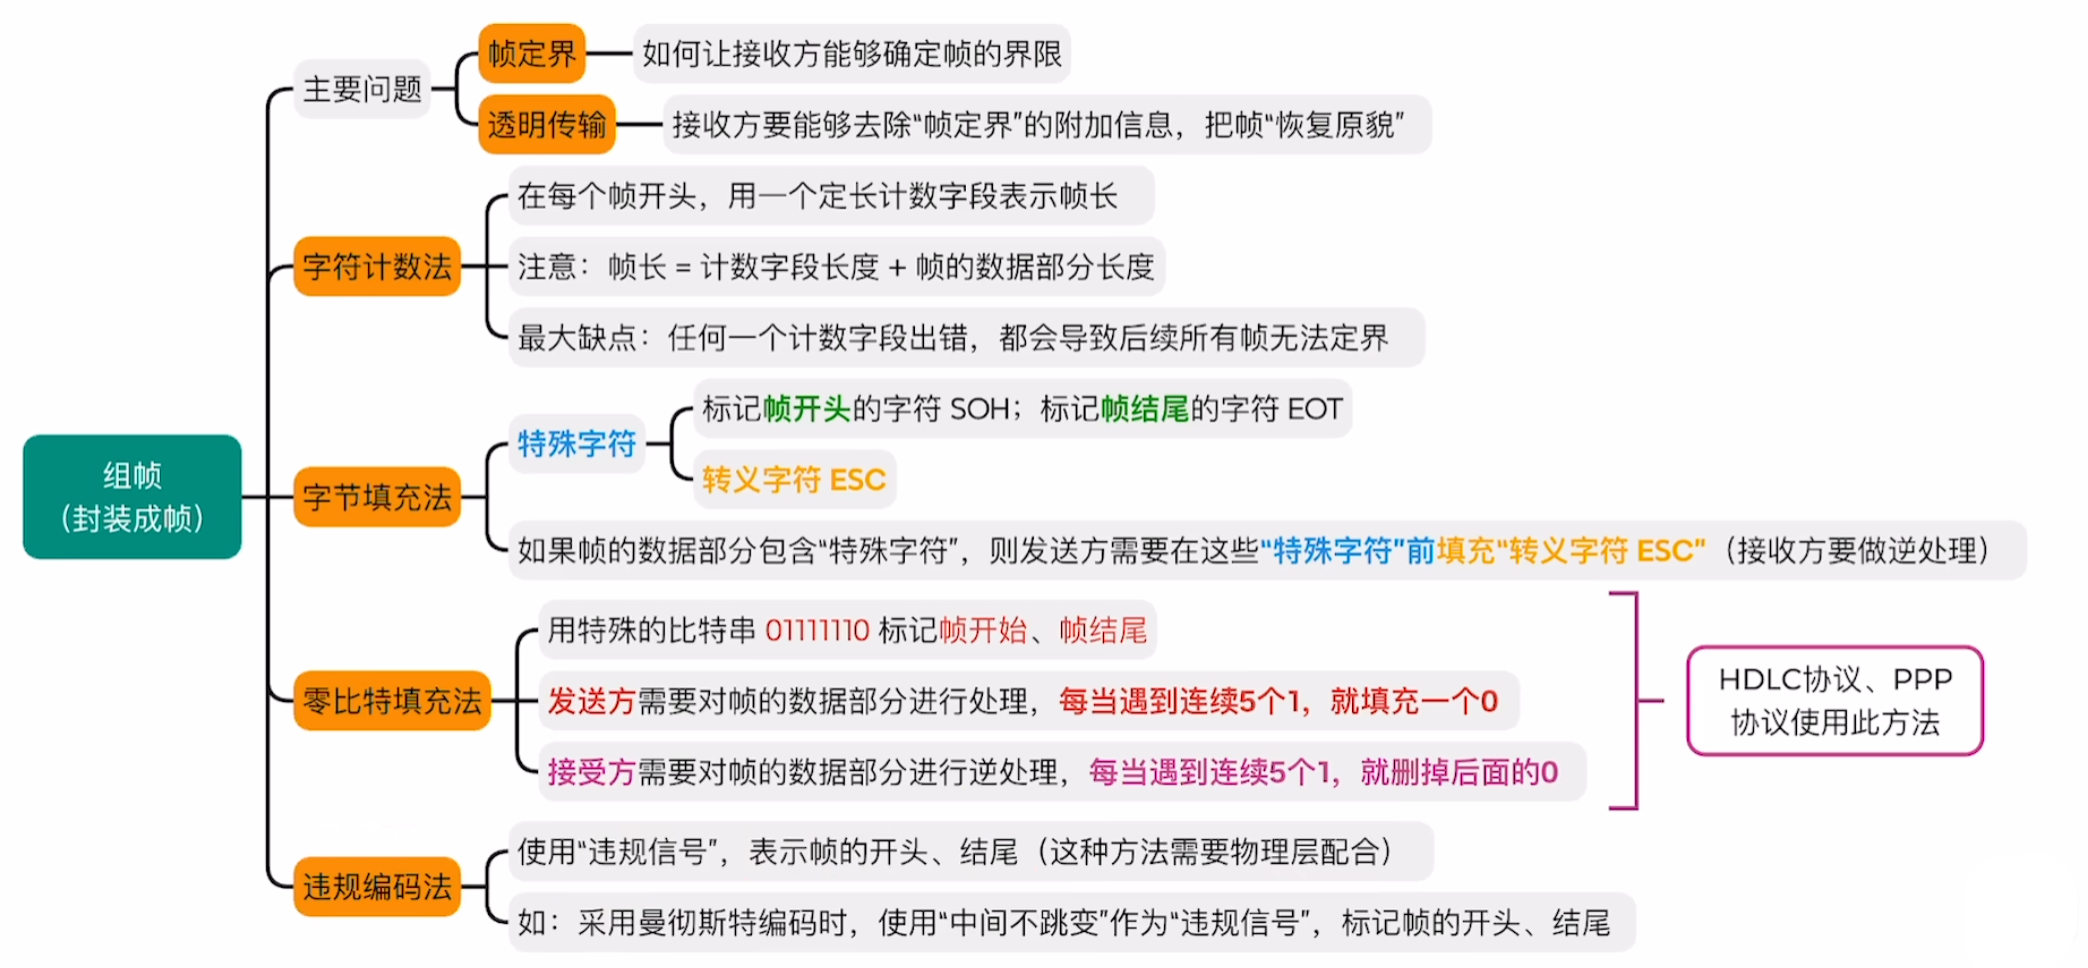 帧定界
如何让接收方能够确定帧的界限
主要问题
透明传输
接收方要能够去除“帧定界”的附加信息，把帧“恢复原貌”
在每个帧开头，用一个定长计数字段表示帧长
字符计数法
注意：帧长 = 计数字段长度 + 帧的数据部分长度
最大缺点：任何一个计数字段出错，都会导致后续所有帧无法定界
标记帧开头的字符 SOH；标记帧结尾的字符 EOT
特殊字符
转义字符 ESC
组帧
（封装成帧）
字节填充法
如果帧的数据部分包含“特殊字符”，则发送方需要在这些“特殊字符”前填充“转义字符 ESC”（接收方要做逆处理）
用特殊的比特串 01111110 标记帧开始、帧结尾
零比特填充法
发送方需要对帧的数据部分进行处理，每当遇到连续5个1，就填充一个0
接受方需要对帧的数据部分进行逆处理，每当遇到连续5个1，就删掉后面的0
HDLC协议、PPP
协议使用此方法
使用“违规信号”，表示帧的开头、结尾（这种方法需要物理层配合）
违规编码法
如：采用曼彻斯特编码时，使用“中间不跳变”作为“违规信号”，标记帧的开头、结尾